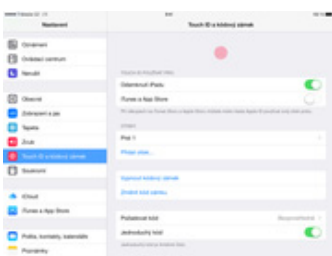 Nastavení
Touch ID a kódový zámek
Oznámení
Ovládací centrum
Nerušit
Obecné
Zobrazení a jas
Tapeta
Zvuk
Touch ID a kódový zámek
Soukromí
iCloud
iTunes a App Store
Pošta, kontakty, kalendáře
Poznámky
Odemknutí iPadu
iTunes a App Store
Prst 1
Přidat otisk...
Vypnout kódový zámek
Změnit kód zámku
Požadovat kód
Bezprostředně
Jednoduchý kód